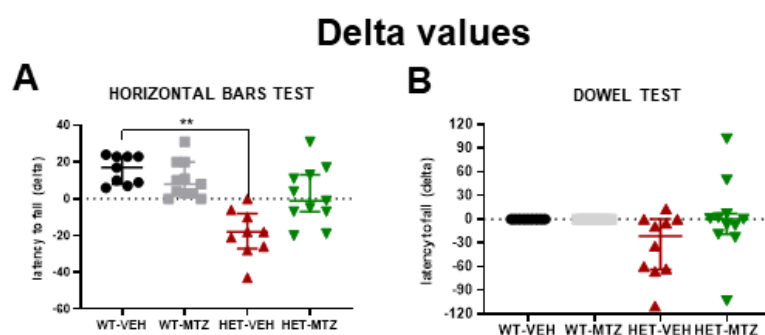 Delta values
A
HORIZONTAL BARS TEST
latency to fall (delta)
40
20
0
-20
-40
-60
**
WT-VEH WT-MTZ HET-VEH HET-MTZ
B
DOWEL TEST
latency to fall (delta)
120
90
60
30
0
-30
-60
-90
-120
WT-VEH WT-MTZ HET-VEH HET-MTZ